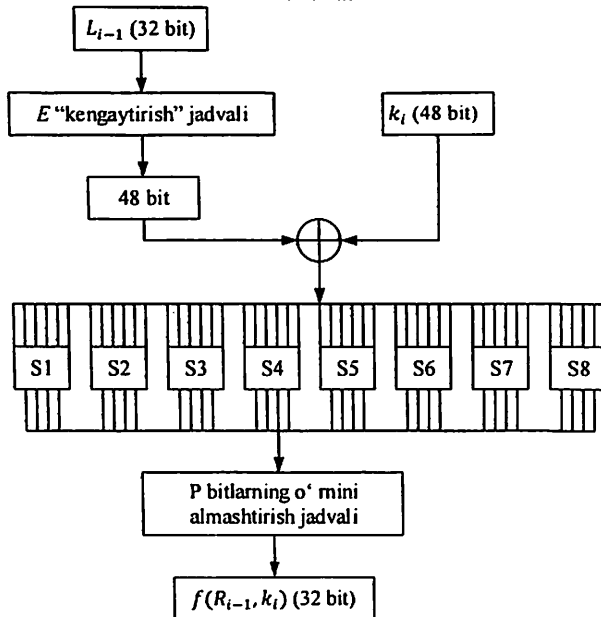 L_{i-1} (32 bit)
E “kengaytirish” jadvali
k_i (48 bit)
48 bit
S1 S2 S3 S4 S5 S6 S7 S8
P bitlarning o‘ rnini
almashtirish jadvali
f(R_{i-1}, k_i) (32 bit)